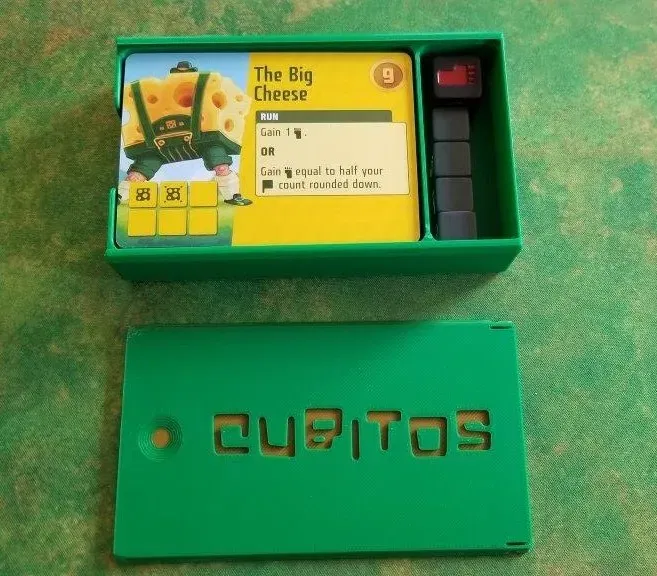 The Big
Cheese
9
RUN
Gain 1 .
OR
Gain equal to half your
count rounded down.
CUBITOS